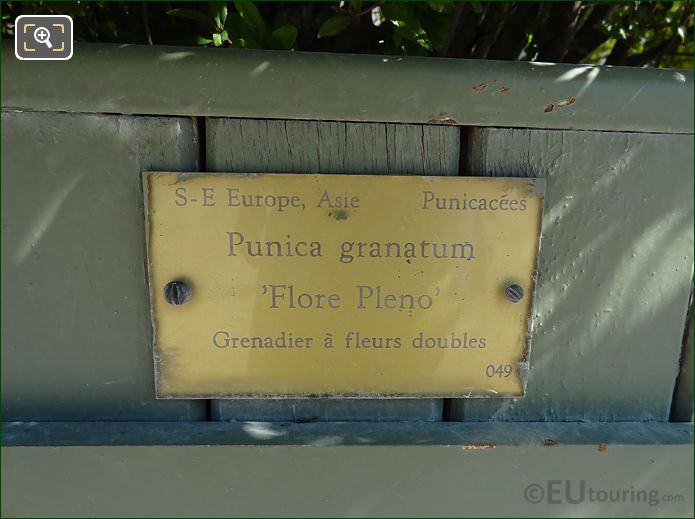 S-E Europe, Asie Punicacées
Punica granatum
'Flore Pleno'
Grenadier à fleurs doubles
049
©EUtouring.com